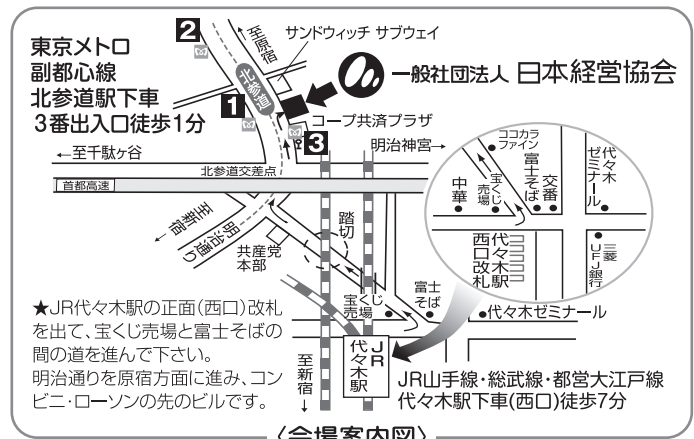 東京メトロ
副都心線
北参道駅下車
3番出入口徒歩1分
2
至原宿
サンドウィッチ サブウェイ
北参道
一般社団法人 日本経営協会
1
コープ共済プラザ
3
明治神宮→
←至千駄ヶ谷
北参道交差点
首都高速
至新宿
明治通り
共産党
本部
踏切
宝くじ
売場
富士
そば
ココカラ
ファイン
代々木
ゼミナール
中華
宝くじ
売場
富士そば
交番
代々木駅
西口改札
三菱
UFJ銀行
代々木ゼミナール
★JR代々木駅の正面(西口)改札
を出て、宝くじ売場と富士そばの
間の道を進んで下さい。
明治通りを原宿方面に進み、コン
ビニ・ローソンの先のビルです。
至新宿
JR
代々木駅
JR山手線・総武線・都営大江戸線
代々木駅下車(西口)徒歩7分
〈会場案内図〉